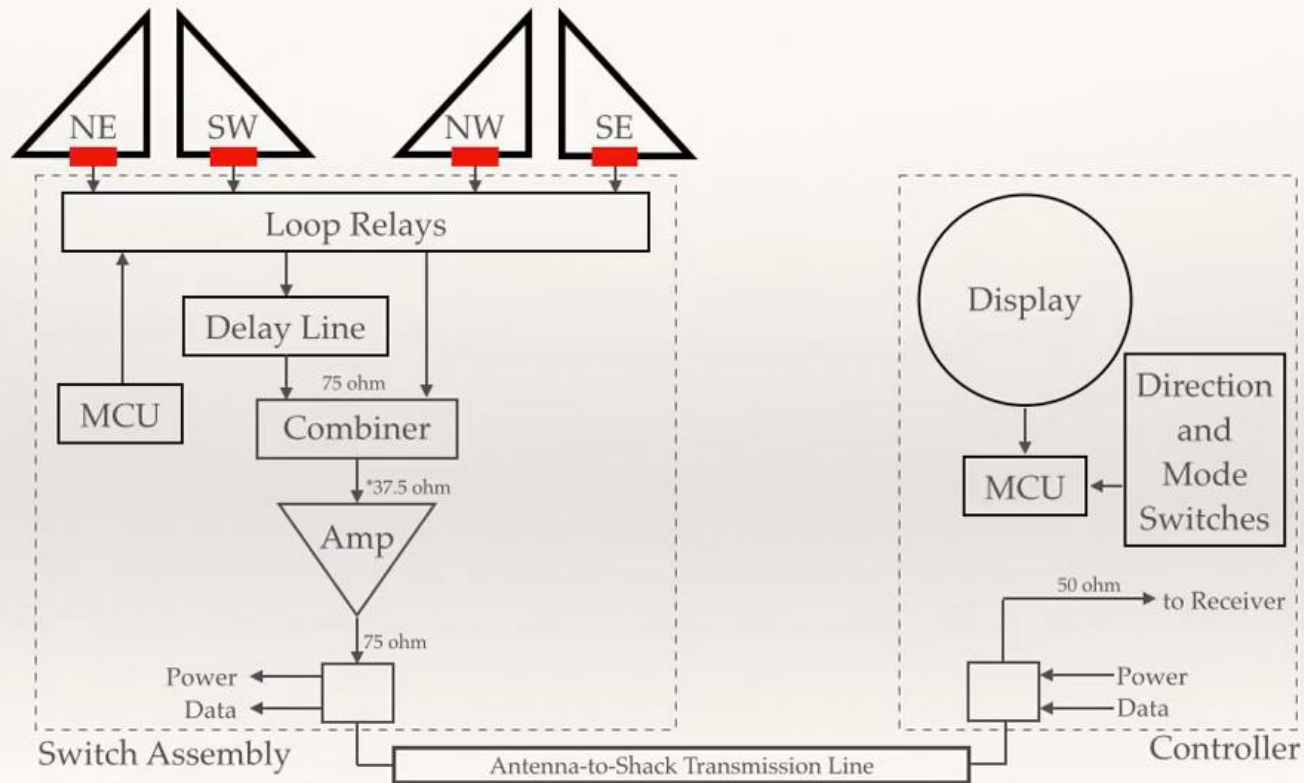 NE
SW
NW
SE
Loop Relays
Delay Line
75 ohm
MCU
Combiner
*37.5 ohm
Amp
75 ohm
Power
Data
Switch Assembly
Antenna-to-Shack Transmission Line
Display
Direction
and
Mode
Switches
MCU
50 ohm
to Receiver
Power
Data
Controller